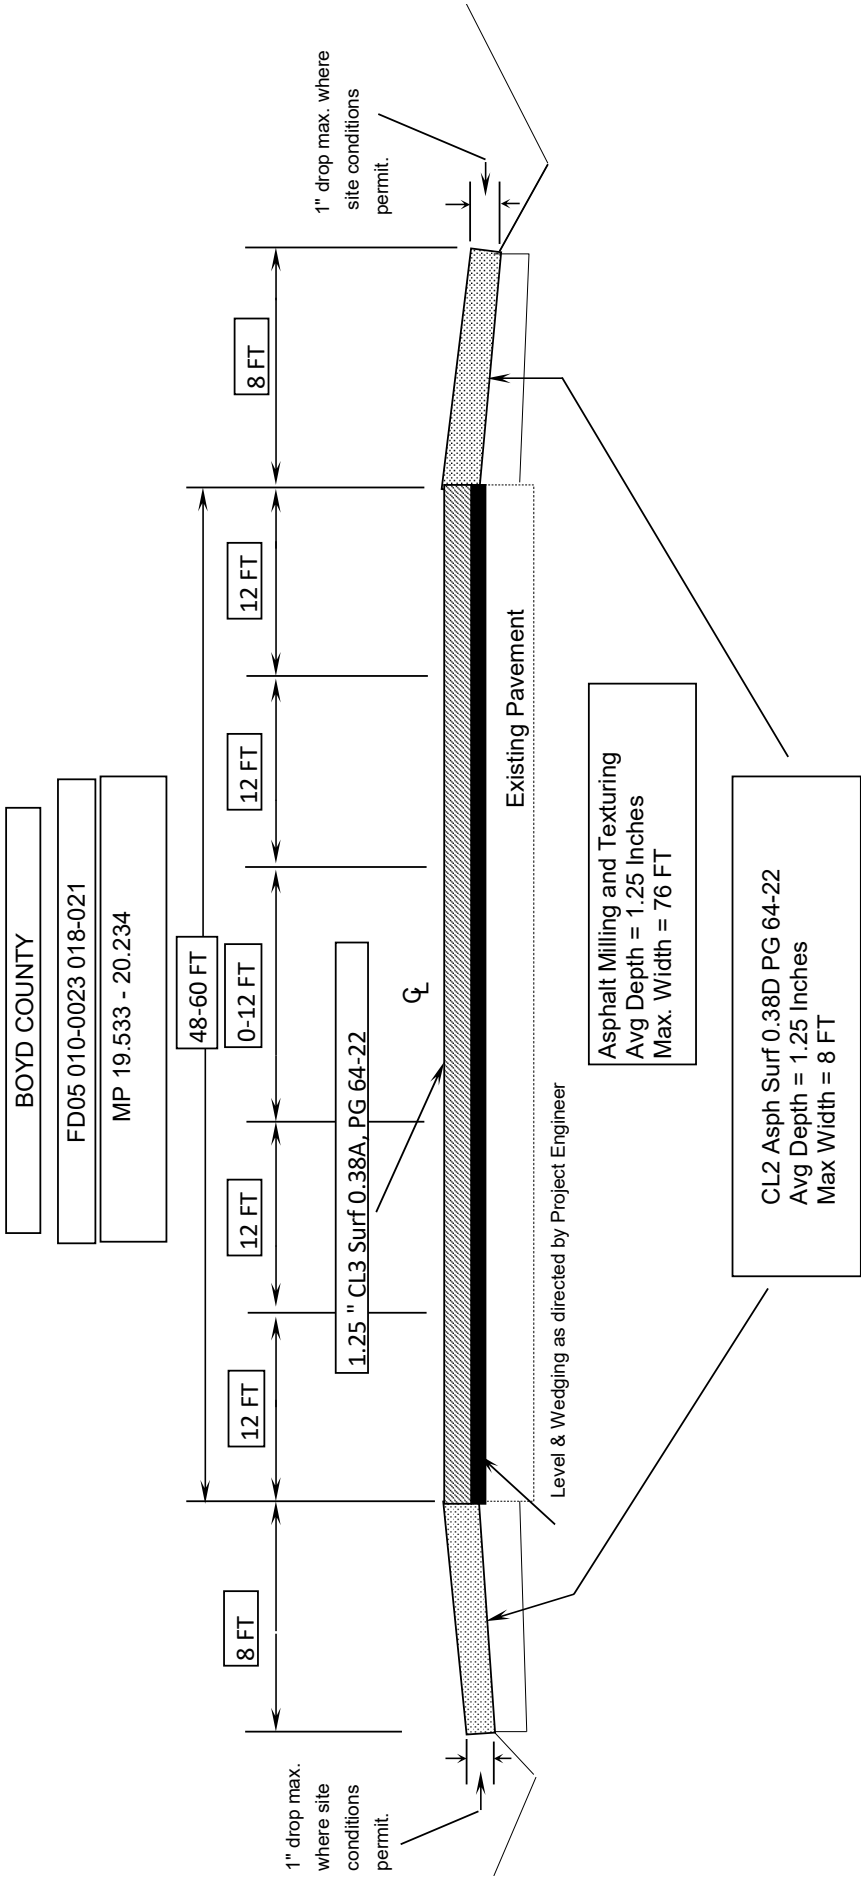 BOYD COUNTY
FD05 010-0023 018-021
MP 19.533 - 20.234
48-60 FT
8 FT
12 FT
12 FT
0-12 FT
12 FT
12 FT
8 FT
1" drop max.
where site
conditions
permit.
1.25 " CL3 Surf 0.38A, PG 64-22
℄
1" drop max. where
site conditions
permit.
Existing Pavement
Level & Wedging as directed by Project Engineer
Asphalt Milling and Texturing
Avg Depth = 1.25 Inches
Max. Width = 76 FT
CL2 Asph Surf 0.38D PG 64-22
Avg Depth = 1.25 Inches
Max Width = 8 FT